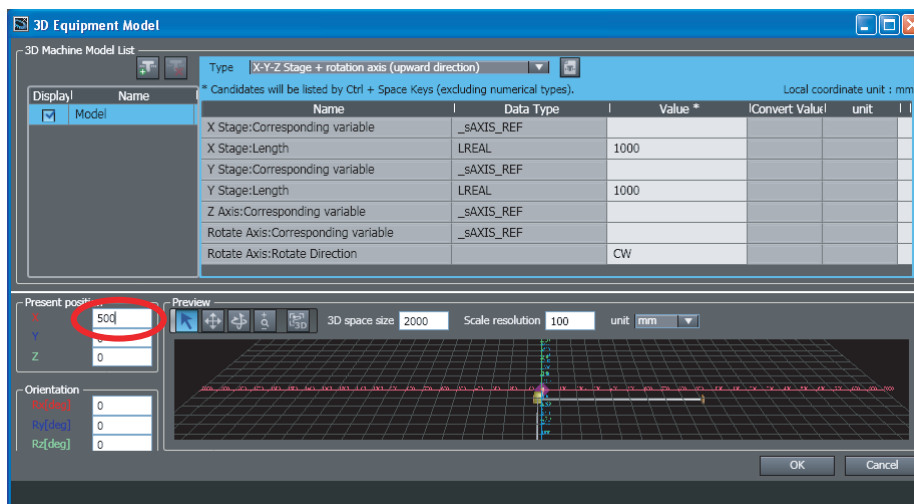 3D Equipment Model
3D Machine Model List
Type X-Y-Z Stage + rotation axis (upward direction)
* Candidates will be listed by Ctrl + Space Keys (excluding numerical types). Local coordinate unit : mm
Display Name
Model
Name Data Type Value * Convert Value unit
X Stage:Corresponding variable _sAXIS_REF
X Stage:Length LREAL 1000
Y Stage:Corresponding variable _sAXIS_REF
Y Stage:Length LREAL 1000
Z Axis:Corresponding variable _sAXIS_REF
Rotate Axis:Corresponding variable _sAXIS_REF
Rotate Axis:Rotate Direction CW
Present position
X 500
Y 0
Z 0
Orientation
Rx[deg] 0
Ry[deg] 0
Rz[deg] 0
Preview
3D space size 2000 Scale resolution 100 unit mm
OK Cancel